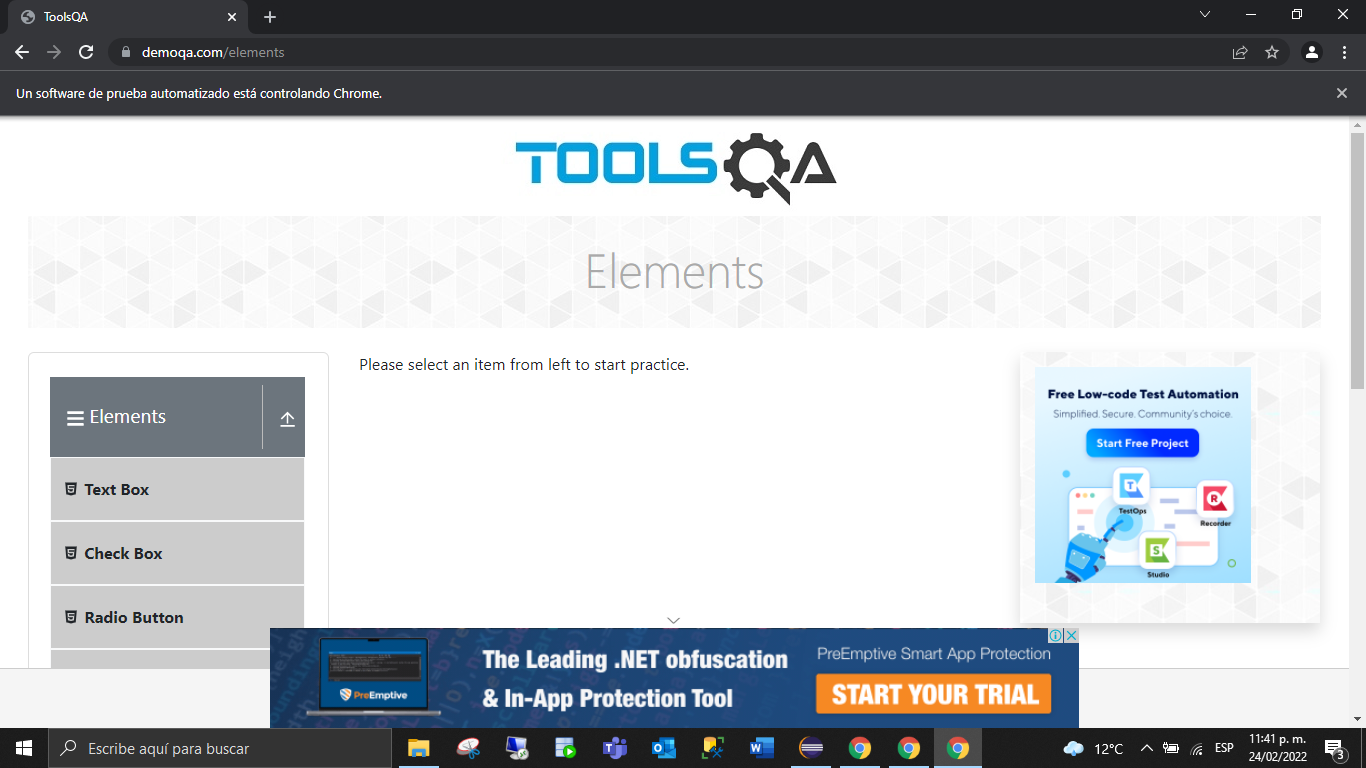 ToolsQA
demoqa.com/elements
Un software de prueba automatizado está controlando Chrome.
TOOLSQA
Elements
Elements
Text Box
Check Box
Radio Button
Please select an item from left to start practice.
Free Low-code Test Automation
Simplified. Secure. Community's choice.
Start Free Project
TestOps
Recorder
Studio
PreEmptive
The Leading .NET obfuscation
& In-App Protection Tool
PreEmptive Smart App Protection
START YOUR TRIAL
Escribe aquí para buscar
12°C
ESP
11:41 p. m.
24/02/2022
3